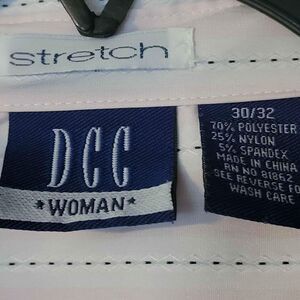 stretch
DCC
*WOMAN*
30/32
70% POLYESTER
25% NYLON
5% SPANDEX
MADE IN CHINA
RN NO 81862
SEE REVERSE FO
WASH CARE